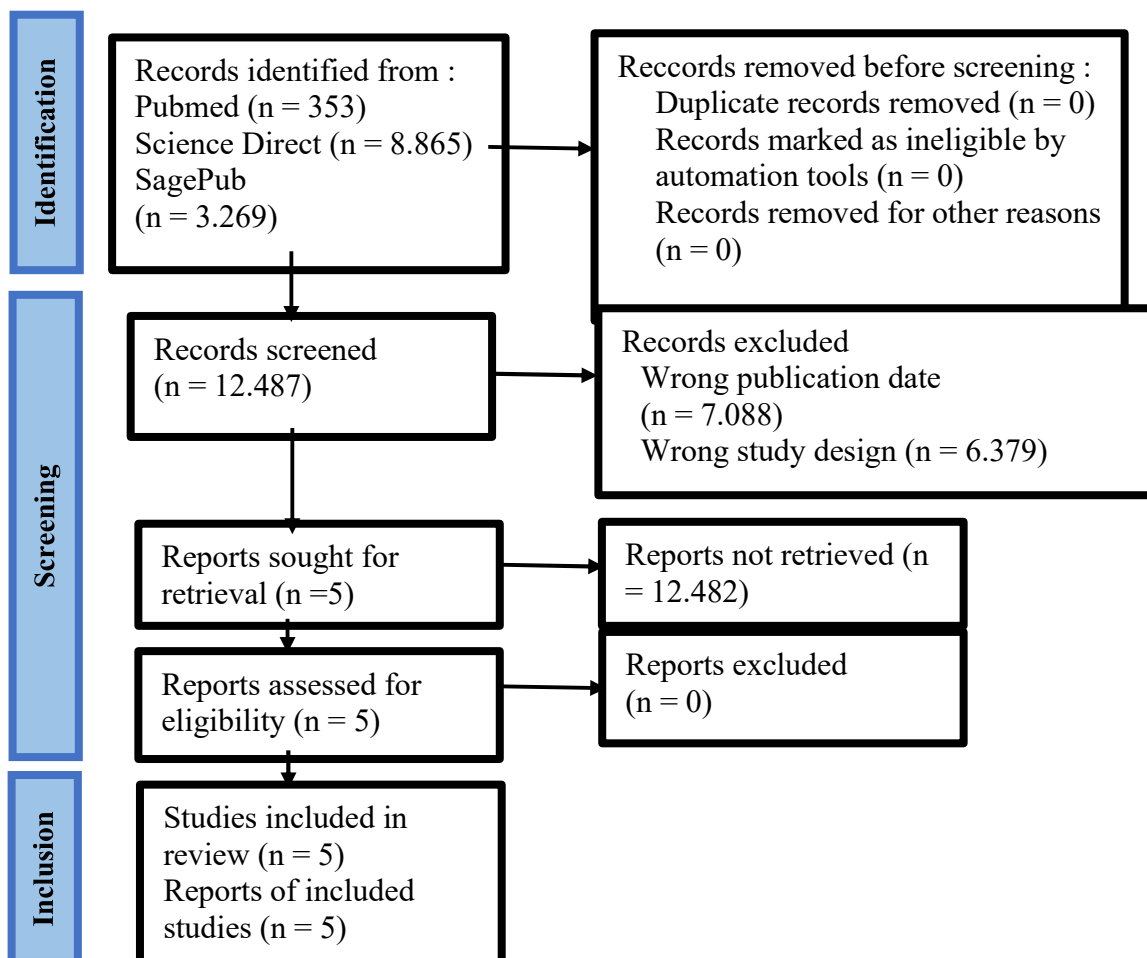 Identification
Records identified from :
Pubmed (n = 353)
Science Direct (n = 8.865)
SagePub
(n = 3.269)
Reccords removed before screening :
Duplicate records removed (n = 0)
Records marked as ineligible by
automation tools (n = 0)
Records removed for other reasons
(n = 0)
Screening
Records screened
(n = 12.487)
Records excluded
Wrong publication date
(n = 7.088)
Wrong study design (n = 6.379)
Reports sought for
retrieval (n =5)
Reports not retrieved (n
= 12.482)
Reports assessed for
eligibility (n = 5)
Reports excluded
(n = 0)
Inclusion
Studies included in
review (n = 5)
Reports of included
studies (n = 5)